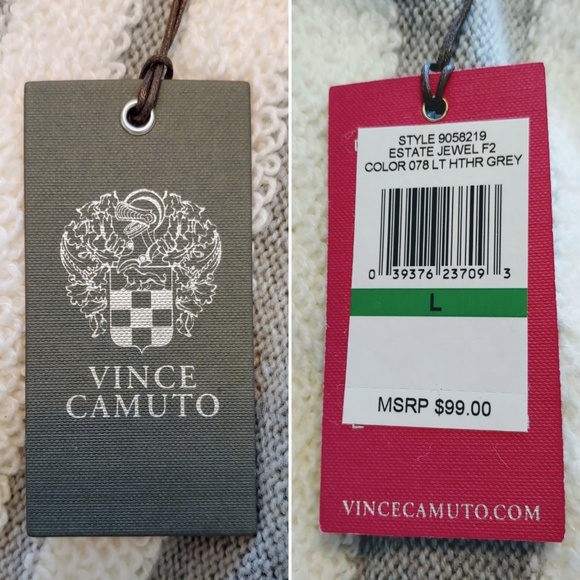 VINCE
CAMUTO
STYLE 9058219
ESTATE JEWEL F2
COLOR 078 LT HTHR GREY
0 39376 23709 3
L
MSRP $99.00
VINCECAMUTO.COM